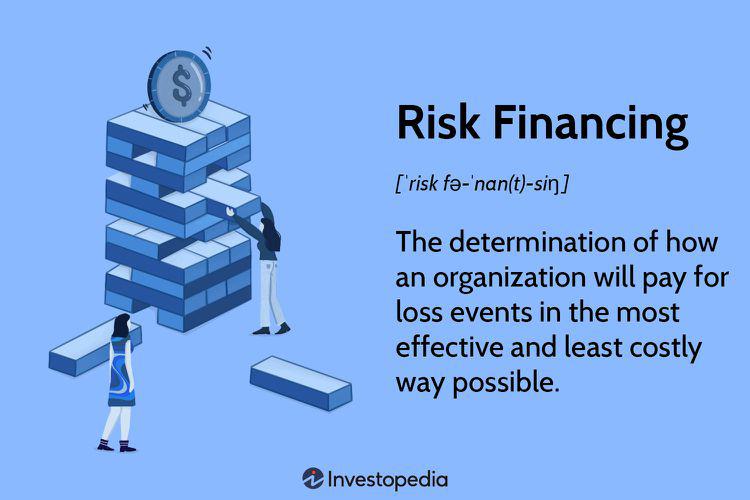 $
Risk Financing
[ˈrisk fə-ˈnan(t)-siŋ]
The determination of how
an organization will pay for
loss events in the most
effective and least costly
way possible.
Investopedia